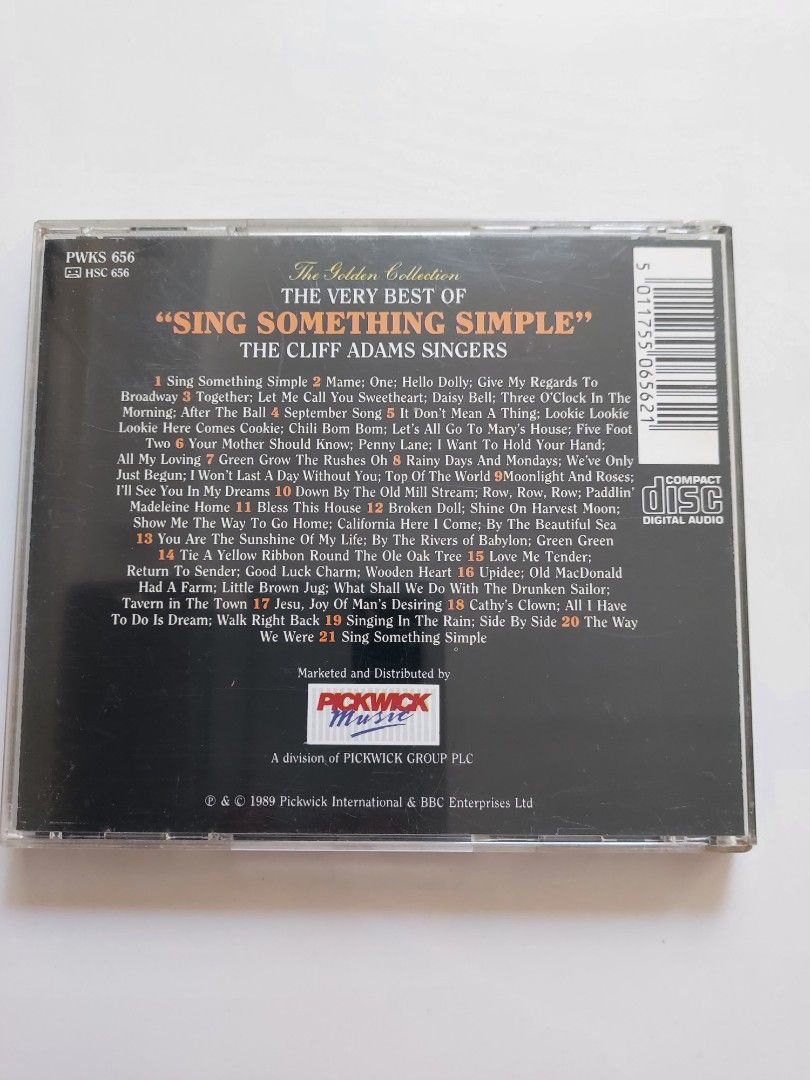 PWKS 656
HSC 656
The Golden Collection
THE VERY BEST OF
"SING SOMETHING SIMPLE"
THE CLIFF ADAMS SINGERS
1 Sing Something Simple 2 Mame; One; Hello Dolly; Give My Regards To
Broadway 3 Together; Let Me Call You Sweetheart; Daisy Bell; Three O'Clock In The
Morning; After The Ball 4 September Song 5 It Don't Mean A Thing; Lookie Lookie
Lookie Here Comes Cookie; Chili Bom Bom; Let's All Go To Mary's House; Five Foot
Two 6 Your Mother Should Know; Penny Lane; I Want To Hold Your Hand;
All My Loving 7 Green Grow The Rushes Oh 8 Rainy Days And Mondays; We've Only
Just Begun; I Won't Last A Day Without You; Top Of The World 9Moonlight And Roses;
I'll See You In My Dreams 10 Down By The Old Mill Stream; Row, Row, Row; Paddlin'
Madeleine Home 11 Bless This House 12 Broken Doll; Shine On Harvest Moon;
Show Me The Way To Go Home; California Here I Come; By The Beautiful Sea
13 You Are The Sunshine Of My Life; By The Rivers of Babylon; Green Green
14 Tie A Yellow Ribbon Round The Ole Oak Tree 15 Love Me Tender;
Return To Sender; Good Luck Charm; Wooden Heart 16 Upidee; Old MacDonald
Had A Farm; Little Brown Jug; What Shall We Do With The Drunken Sailor;
Tavern in The Town 17 Jesu, Joy Of Man's Desiring 18 Cathy's Clown; All I Have
To Do Is Dream; Walk Right Back 19 Singing In The Rain; Side By Side 20 The Way
We Were 21 Sing Something Simple
5 011755 065621
COMPACT
disc
DIGITAL AUDIO
Marketed and Distributed by
PICKWICK
Music
A division of PICKWICK GROUP PLC
℗ & © 1989 Pickwick International & BBC Enterprises Ltd